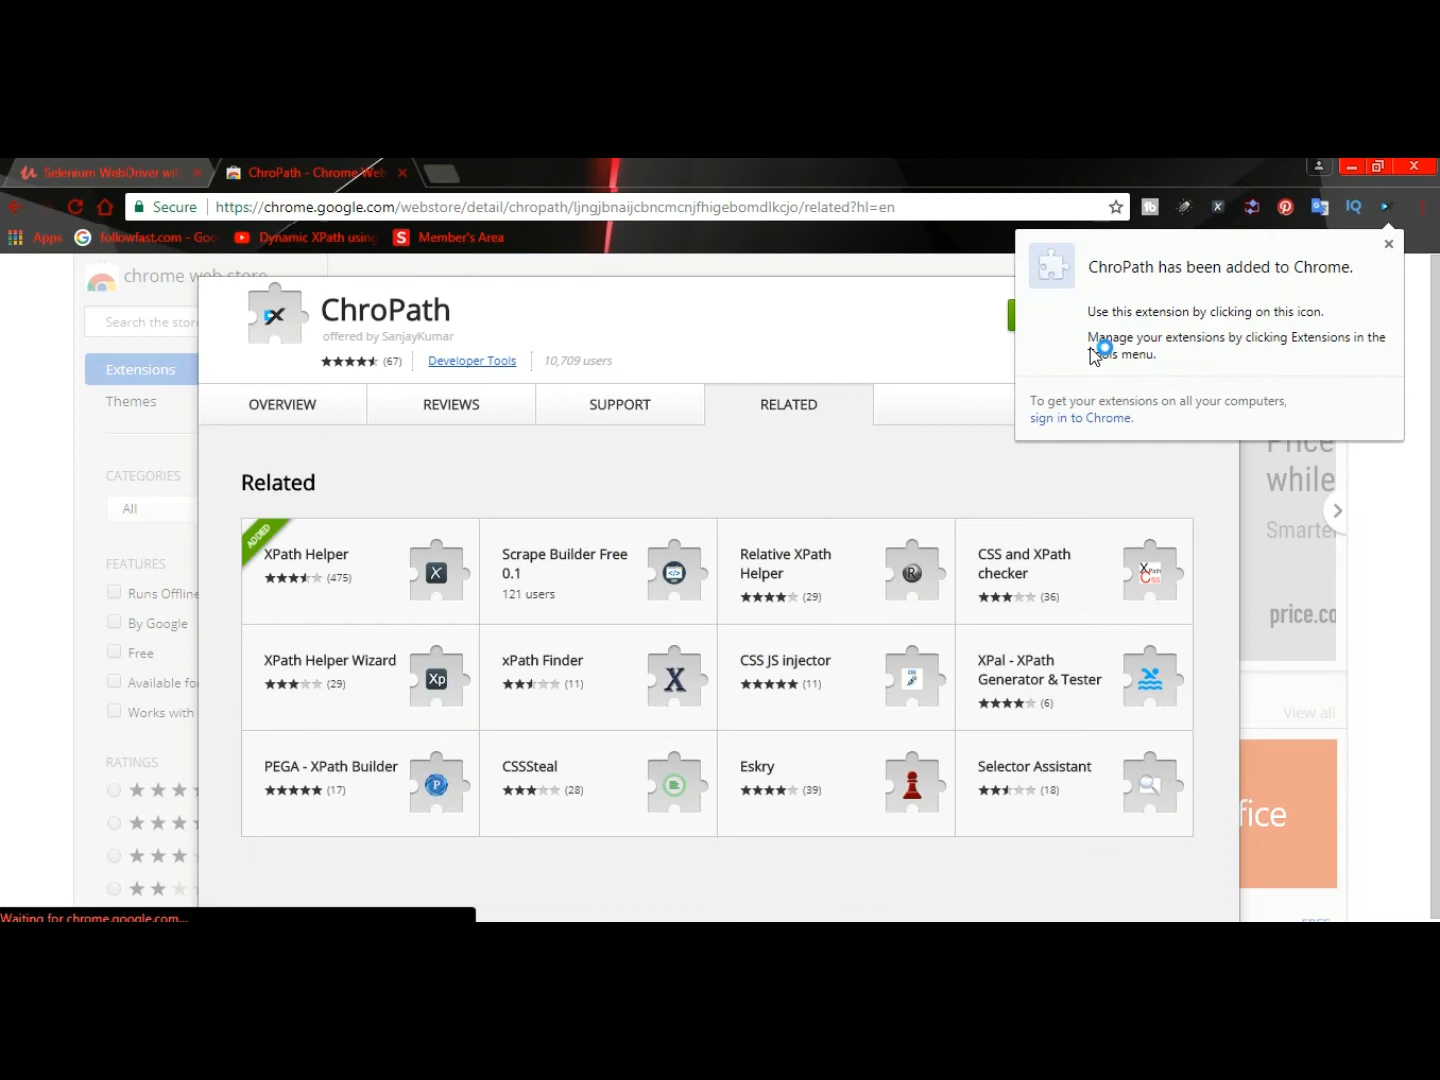 Selenium WebDriver wit
ChroPath - Chrome Web
Secure
https://chrome.google.com/webstore/detail/chropath/ljngjbnaijcbncmcnjfhigebomdlkcjo/related?hl=en
Apps
followfast.com - Goo
Dynamic XPath using
Member's Area
chrome web store
Search the store
Extensions
Themes
CATEGORIES
All
FEATURES
Runs Offline
By Google
Free
Available for
Works with
RATINGS
ChroPath
offered by SanjayKumar
(67)
Developer Tools
10,709 users
OVERVIEW
REVIEWS
SUPPORT
RELATED
ChroPath has been added to Chrome.
Use this extension by clicking on this icon.
Manage your extensions by clicking Extensions in the
menu.
To get your extensions on all your computers,
sign in to Chrome.
Related
ADDED
XPath Helper
(475)
Scrape Builder Free
0.1
121 users
Relative XPath
Helper
(29)
CSS and XPath
checker
(36)
XPath Helper Wizard
(29)
xPath Finder
(11)
CSS JS injector
(11)
XPal - XPath
Generator & Tester
(6)
PEGA - XPath Builder
(17)
CSSSteal
(28)
Eskry
(39)
Selector Assistant
(18)
Price
while
Smarter
price.co
View all
fice
Waiting for chrome.google.com...